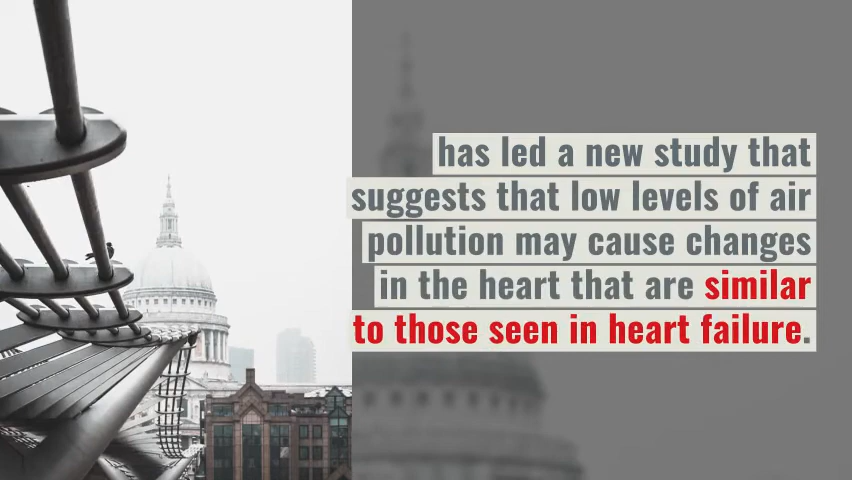 has led a new study that
suggests that low levels of air
pollution may cause changes
in the heart that are similar
to those seen in heart failure.